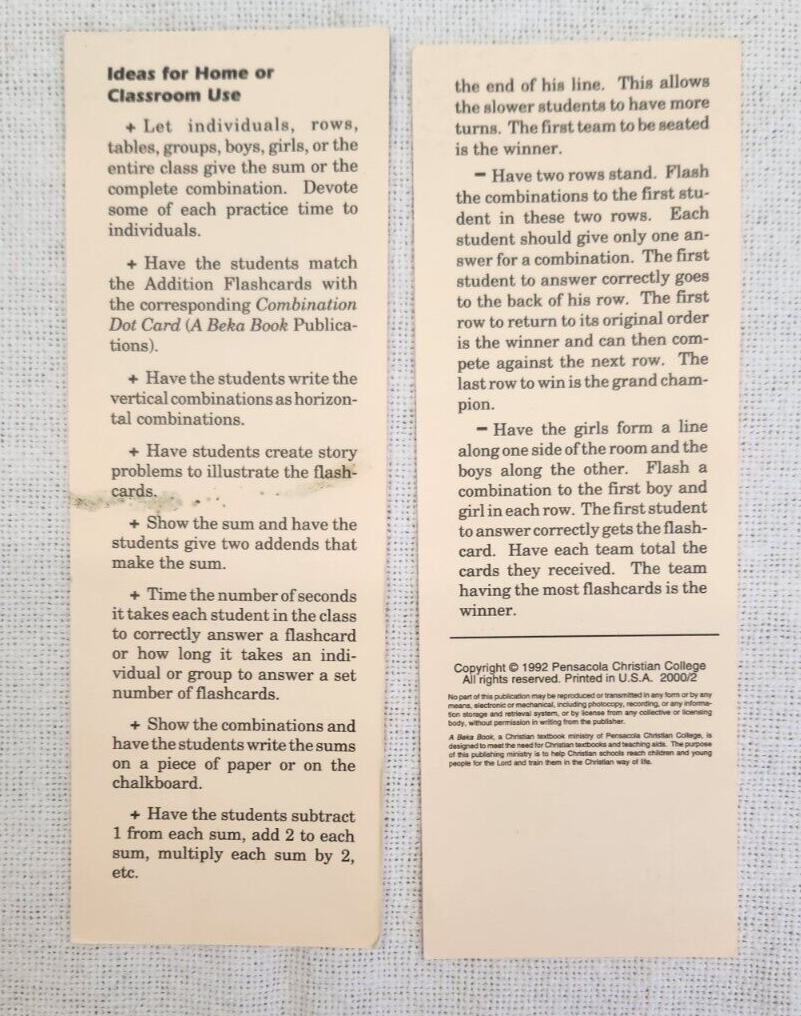 Ideas for Home or
Classroom Use
+ Let individuals, rows,
tables, groups, boys, girls, or the
entire class give the sum or the
complete combination. Devote
some of each practice time to
individuals.
+ Have the students match
the Addition Flashcards with
the corresponding Combination
Dot Card (A Beka Book Publica-
tions).
+ Have the students write the
vertical combinations as horizon-
tal combinations.
+ Have students create story
problems to illustrate the flash-
cards.
+ Show the sum and have the
students give two addends that
make the sum.
+ Time the number of seconds
it takes each student in the class
to correctly answer a flashcard
or how long it takes an indi-
vidual or group to answer a set
number of flashcards.
+ Show the combinations and
have the students write the sums
on a piece of paper or on the
chalkboard.
+ Have the students subtract
1 from each sum, add 2 to each
sum, multiply each sum by 2,
etc.
the end of his line. This allows
the slower students to have more
turns. The first team to be seated
is the winner.
− Have two rows stand. Flash
the combinations to the first stu-
dent in these two rows. Each
student should give only one an-
swer for a combination. The first
student to answer correctly goes
to the back of his row. The first
row to return to its original order
is the winner and can then com-
pete against the next row. The
last row to win is the grand cham-
pion.
− Have the girls form a line
along one side of the room and the
boys along the other. Flash a
combination to the first boy and
girl in each row. The first student
to answer correctly gets the flash-
card. Have each team total the
cards they received. The team
having the most flashcards is the
winner.
Copyright © 1992 Pensacola Christian College
All rights reserved. Printed in U.S.A. 2000/2
No part of this publication may be reproduced or transmitted in any form or by any
means, electronic or mechanical, including photocopy, recording, or any informa-
tion storage and retrieval system, or by license from any collective or licensing
body, without permission in writing from the publisher.
A Beka Book, a Christian textbook ministry of Pensacola Christian College, is
designed to meet the need for Christian textbooks and teaching aids. The purpose
of this publishing ministry is to help Christian schools reach children and young
people for the Lord and train them in the Christian way of life.